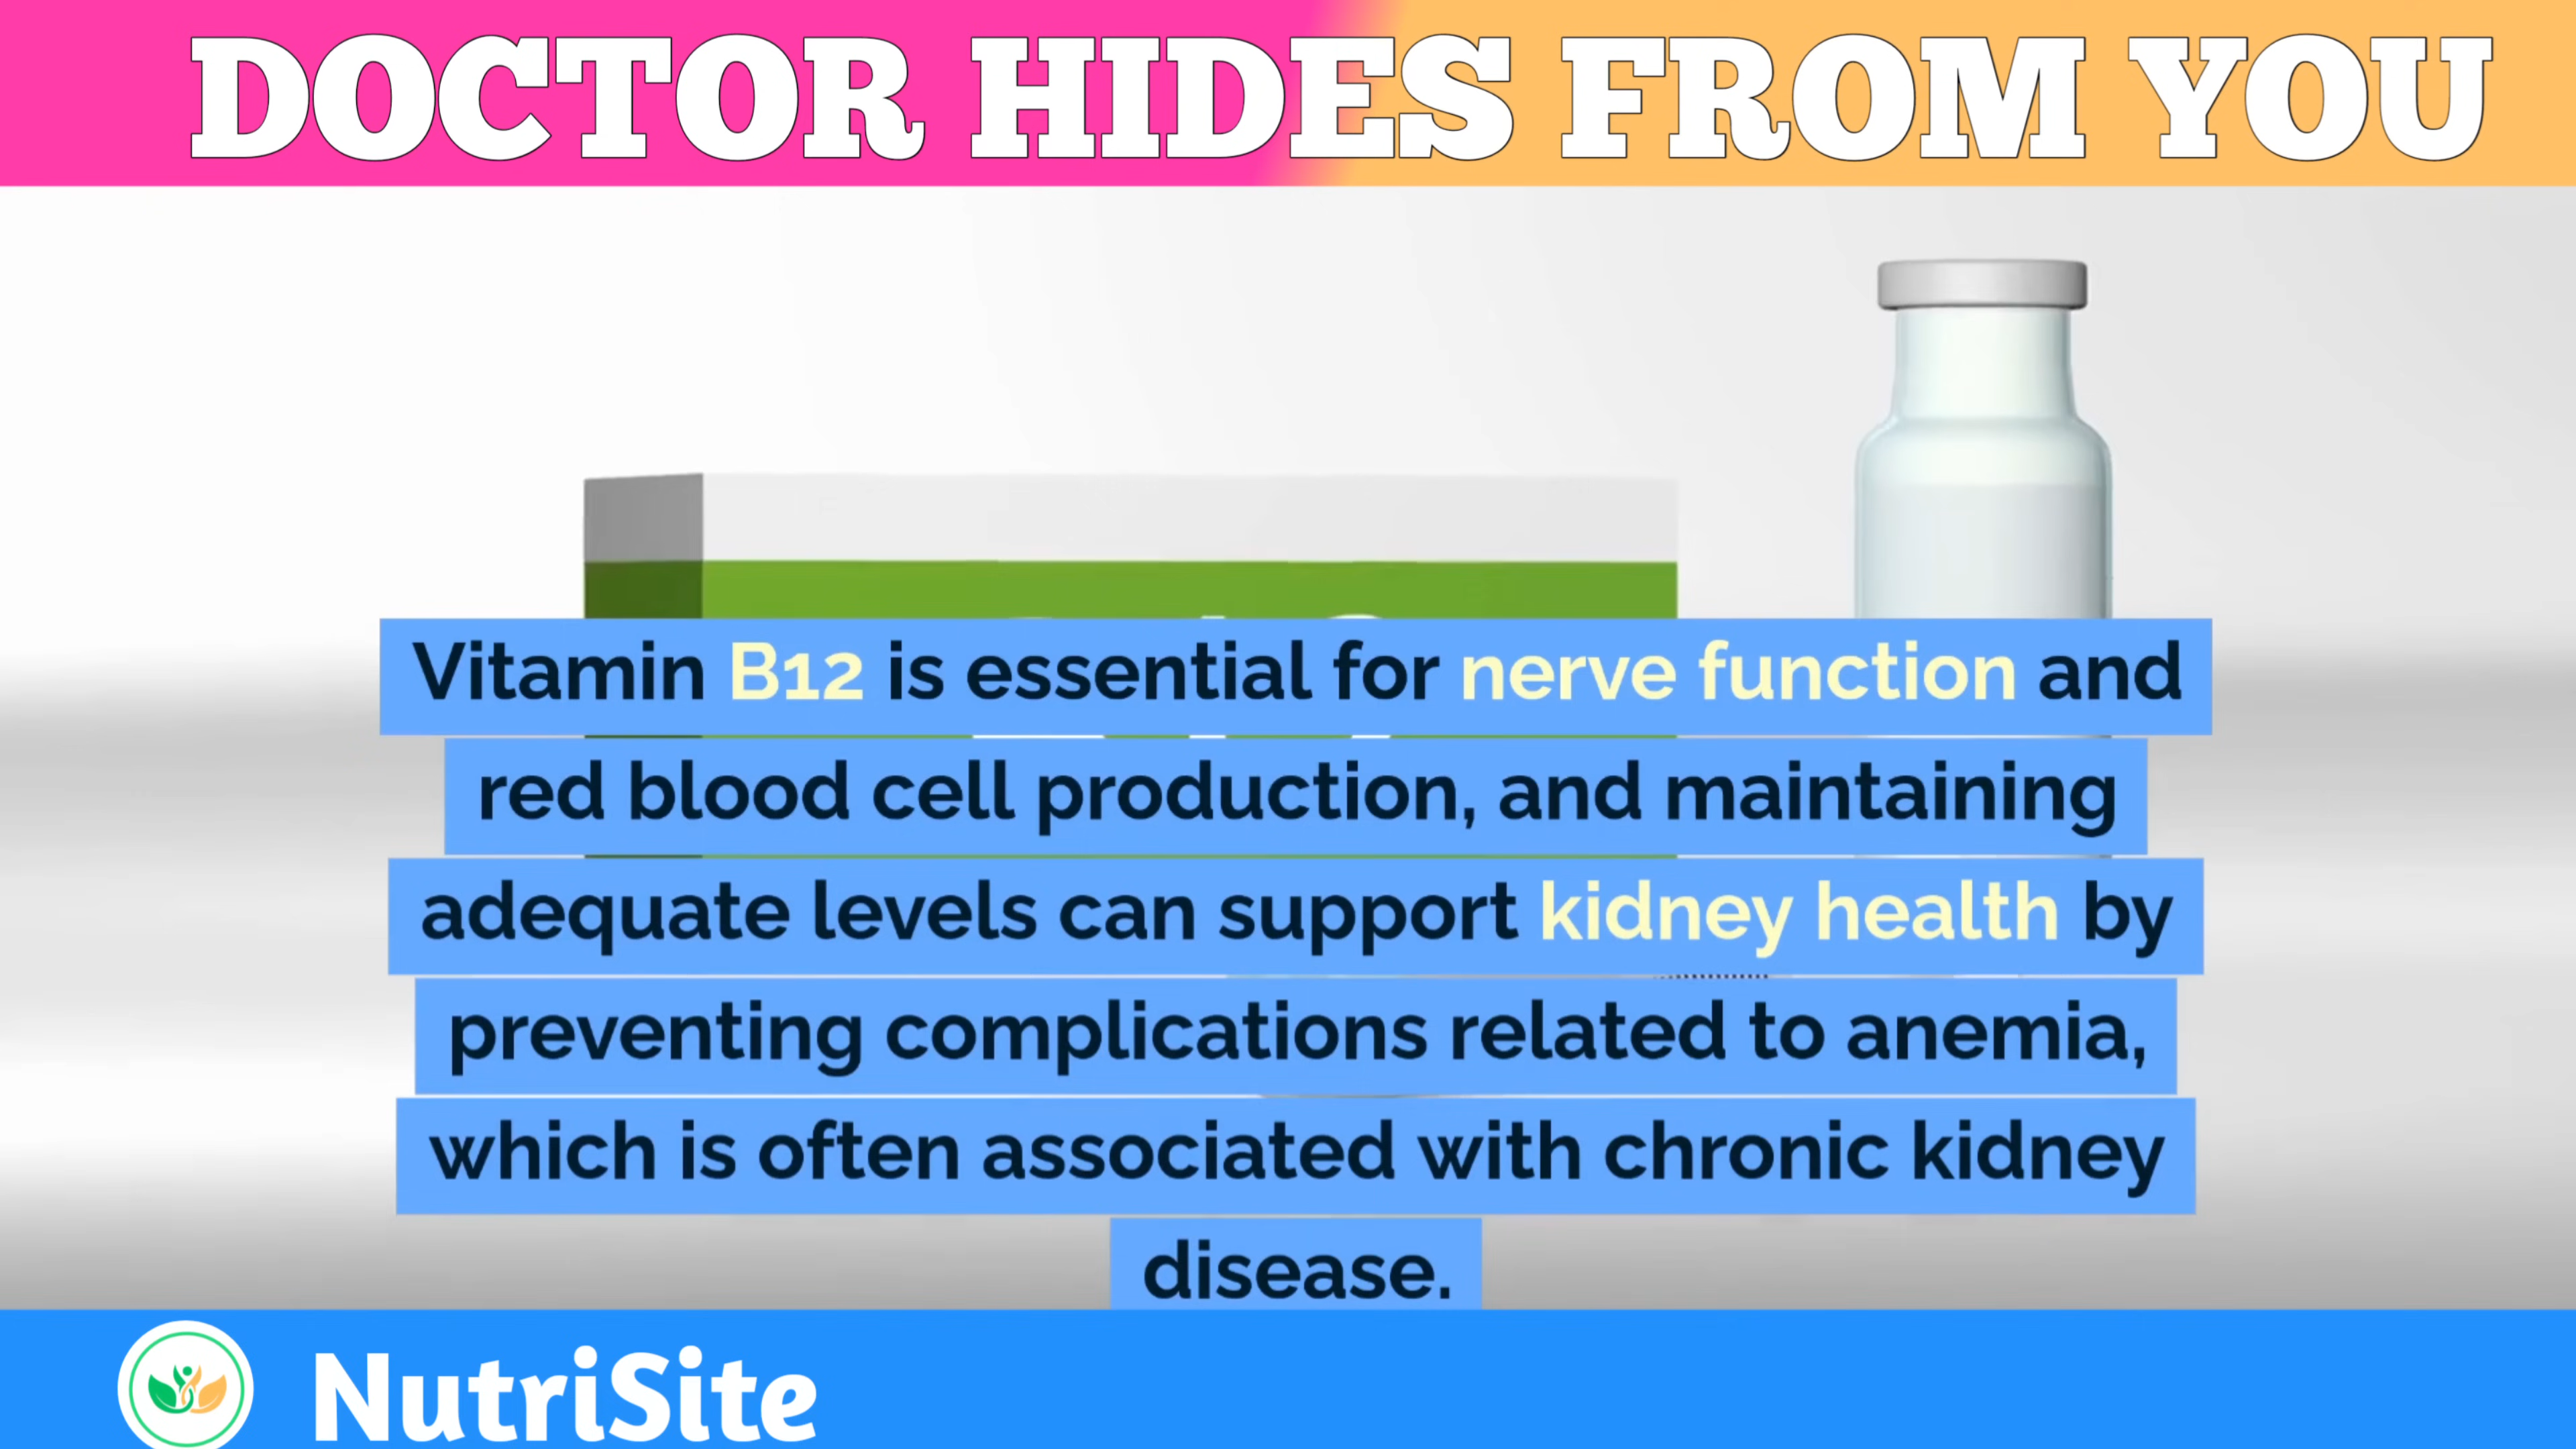 DOCTOR HIDES FROM YOU
Vitamin B12 is essential for nerve function and
red blood cell production, and maintaining
adequate levels can support kidney health by
preventing complications related to anemia,
which is often associated with chronic kidney
disease.
NutriSite